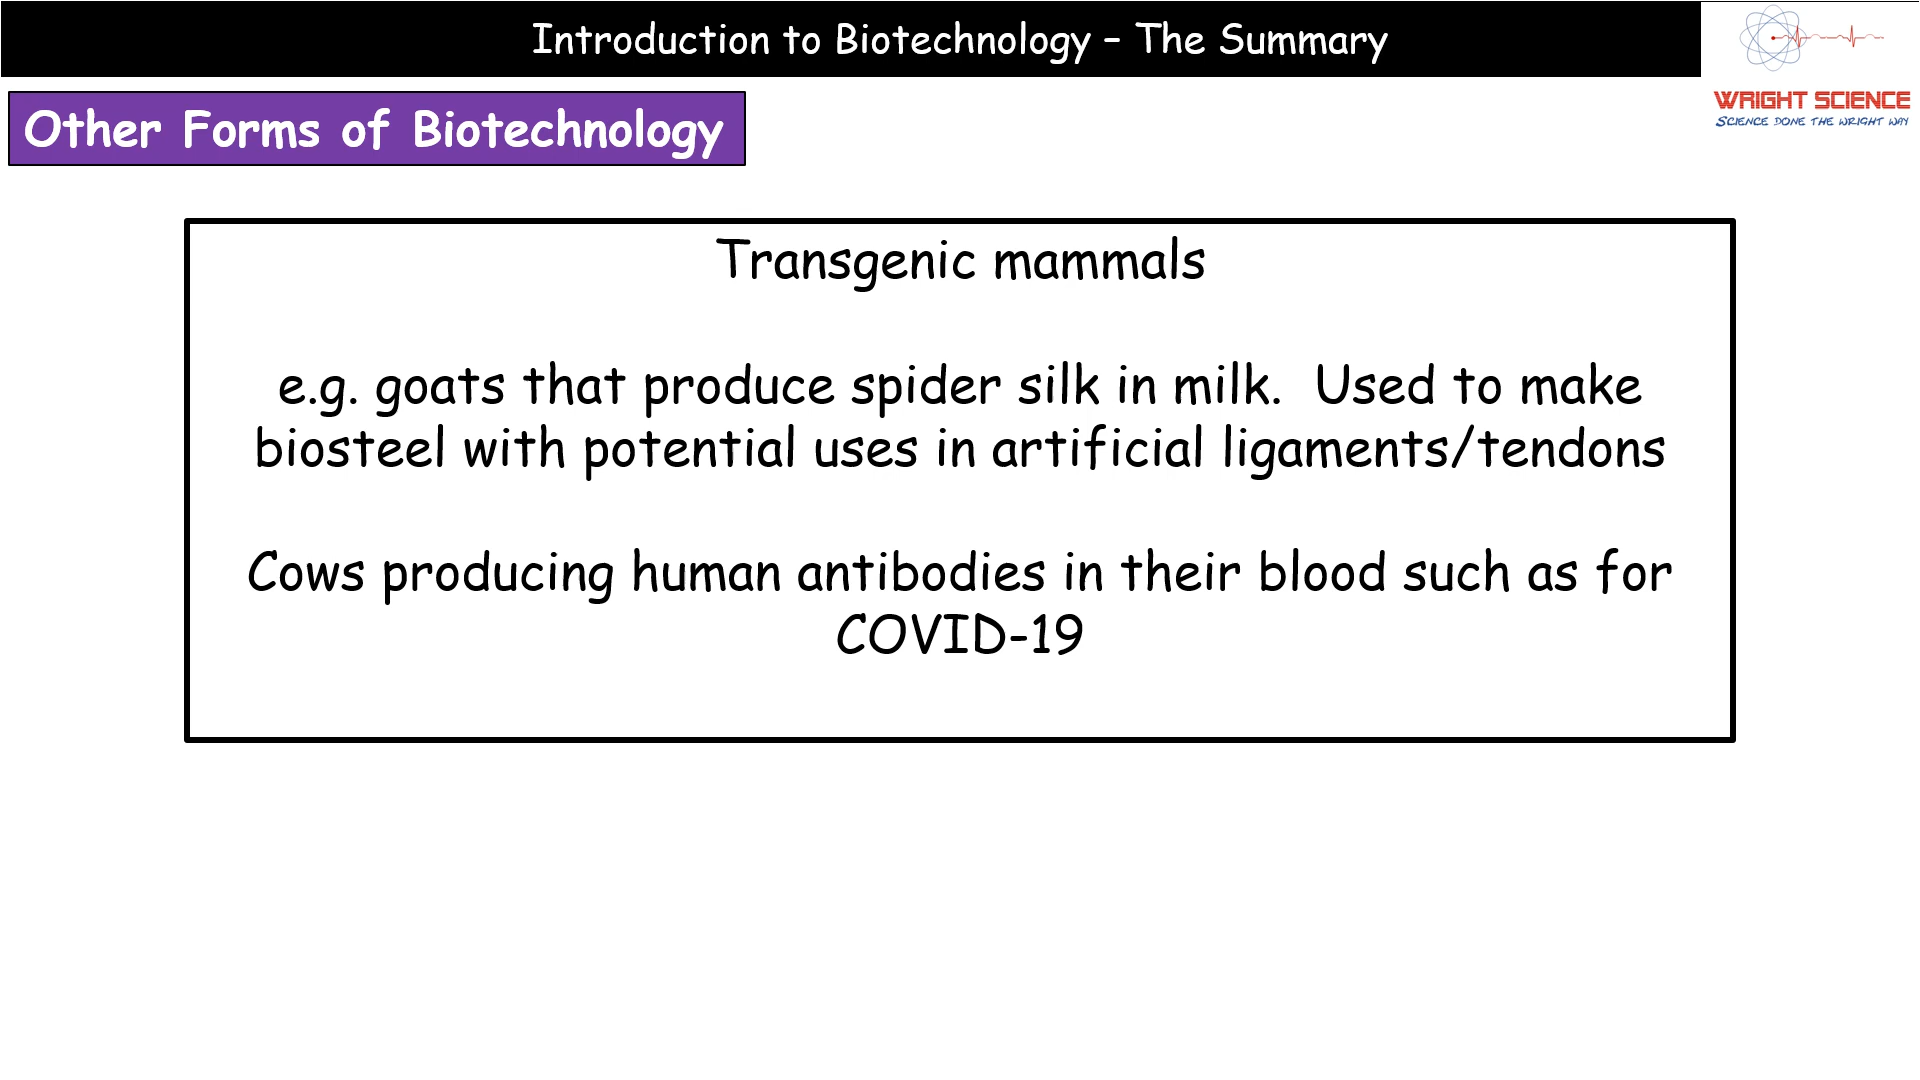 Introduction to Biotechnology – The Summary
WRIGHT SCIENCE
SCIENCE DONE THE WRIGHT WAY
Other Forms of Biotechnology
Transgenic mammals
e.g. goats that produce spider silk in milk.  Used to make
biosteel with potential uses in artificial ligaments/tendons
Cows producing human antibodies in their blood such as for
COVID-19